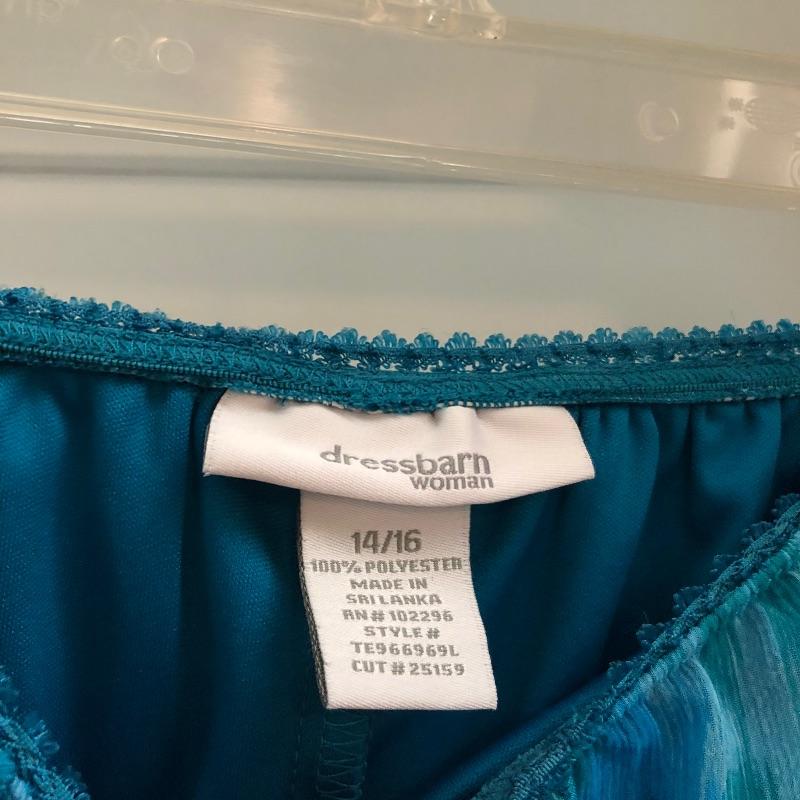 dressbarn
woman
14/16
100% POLYESTER
MADE IN
SRI LANKA
RN# 102296
STYLE#
TE966969L
CUT# 25159